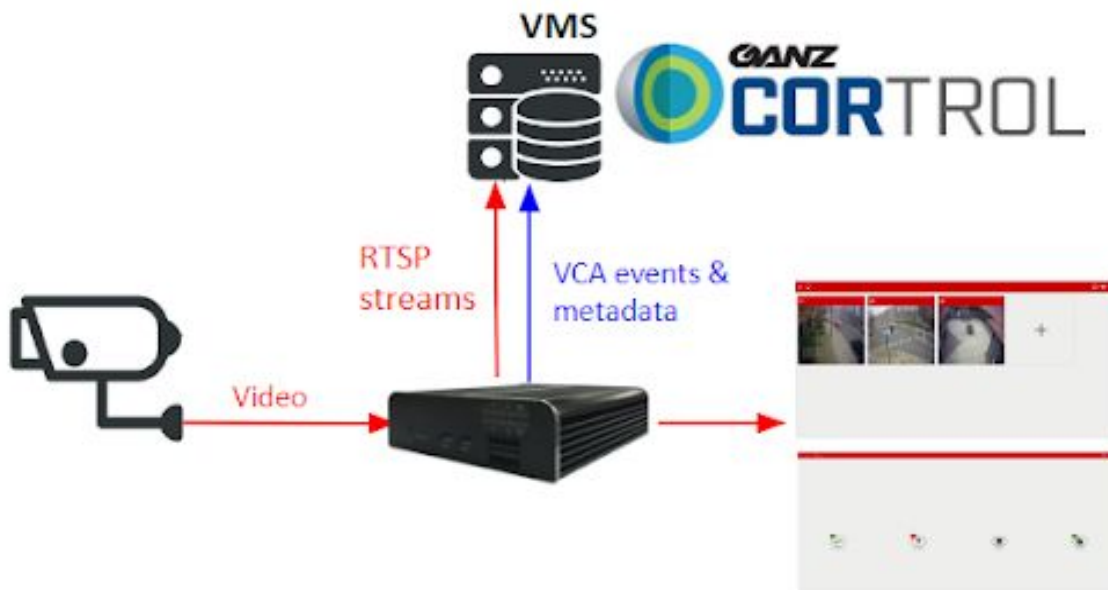 VMS
GANZ
CORTROL
RTSP
streams
VCA events &
metadata
Video